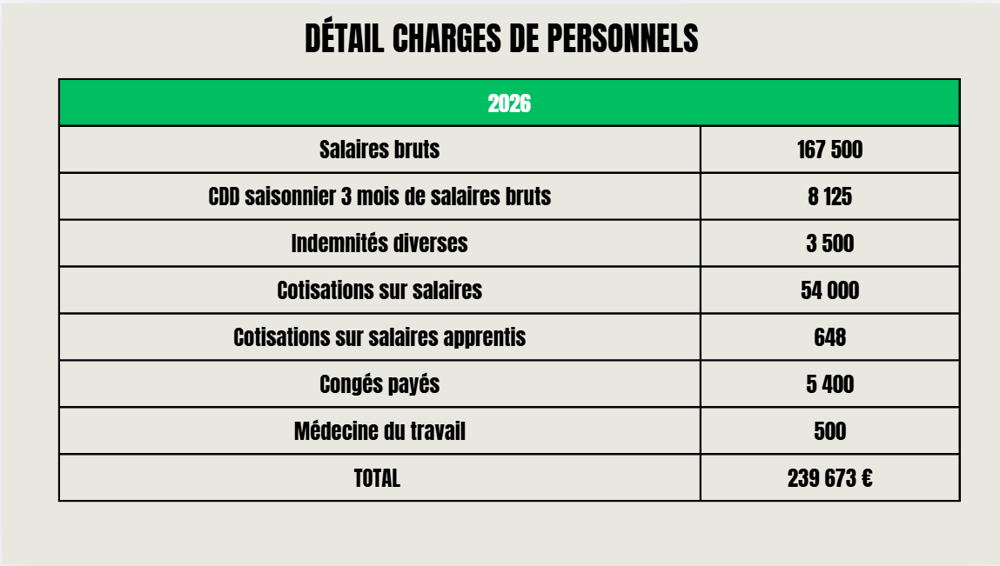 DÉTAIL CHARGES DE PERSONNELS
2026
Salaires bruts 167 500
CDD saisonnier 3 mois de salaires bruts 8 125
Indemnités diverses 3 500
Cotisations sur salaires 54 000
Cotisations sur salaires apprentis 648
Congés payés 5 400
Médecine du travail 500
TOTAL 239 673 €